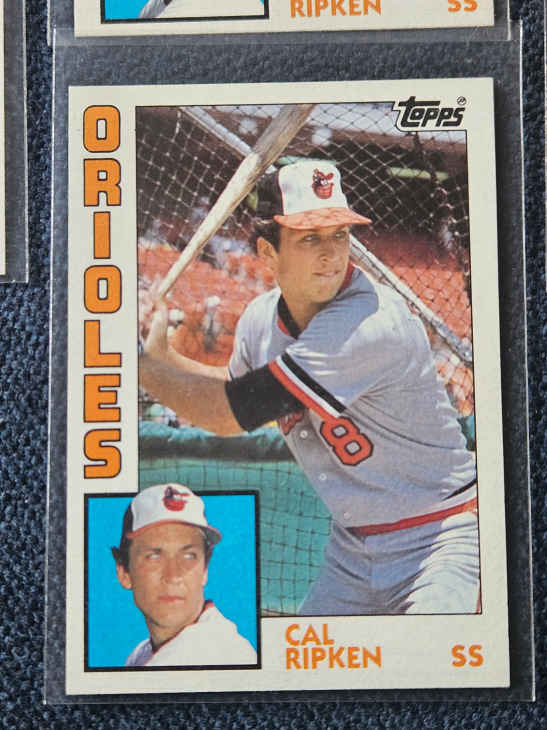 RIPKEN SS
topps
ORIOLES
8
CAL
RIPKEN SS